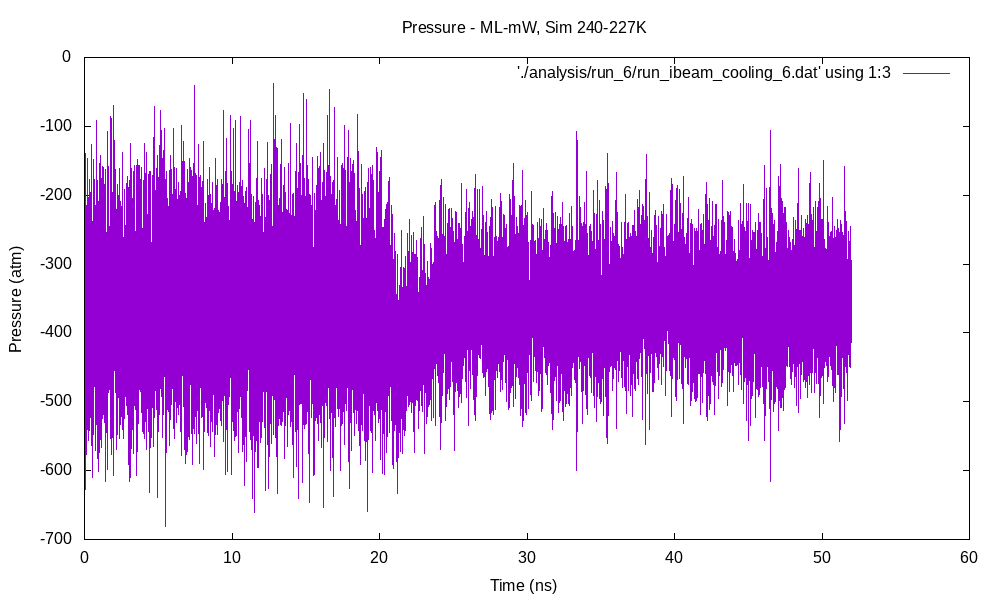 Pressure - ML-mW, Sim 240-227K
'./analysis/run_6/run_ibeam_cooling_6.dat' using 1:3
0
-100
-200
-300
-400
-500
-600
-700
Pressure (atm)
0 10 20 30 40 50 60
Time (ns)